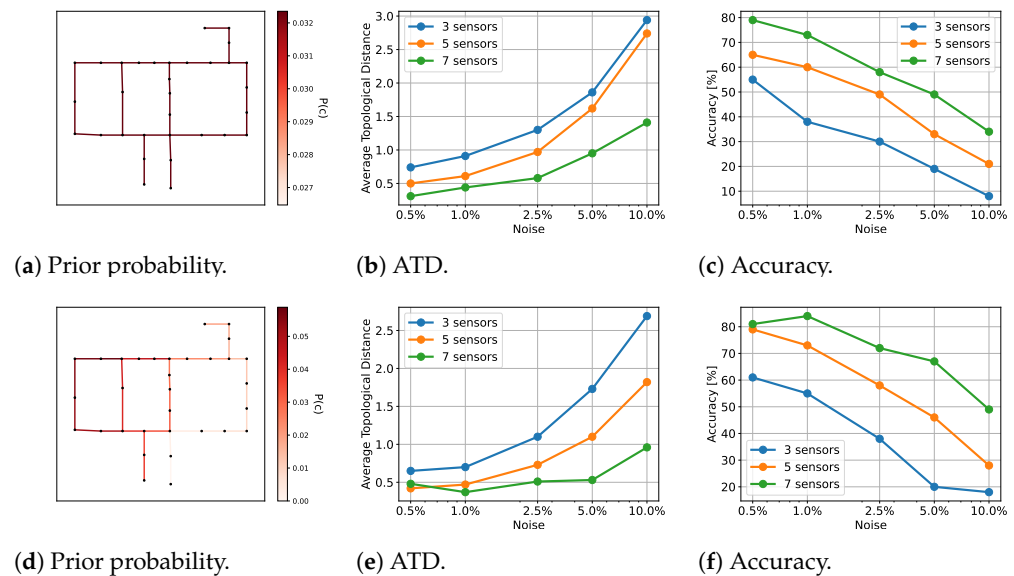 0.032
0.031
0.030
0.029
0.028
0.027
P(c)
(a) Prior probability.
3.0
2.5
2.0
1.5
1.0
0.5
Average Topological Distance
3 sensors
5 sensors
7 sensors
0.5%
1.0%
2.5%
5.0%
10.0%
Noise
(b) ATD.
80
70
60
50
40
30
20
10
Accuracy [%]
3 sensors
5 sensors
7 sensors
0.5%
1.0%
2.5%
5.0%
10.0%
Noise
(c) Accuracy.
0.05
0.04
0.03
0.02
0.01
0.00
P(c)
(d) Prior probability.
2.5
2.0
1.5
1.0
0.5
Average Topological Distance
3 sensors
5 sensors
7 sensors
0.5%
1.0%
2.5%
5.0%
10.0%
Noise
(e) ATD.
80
70
60
50
40
30
20
Accuracy [%]
3 sensors
5 sensors
7 sensors
0.5%
1.0%
2.5%
5.0%
10.0%
Noise
(f) Accuracy.